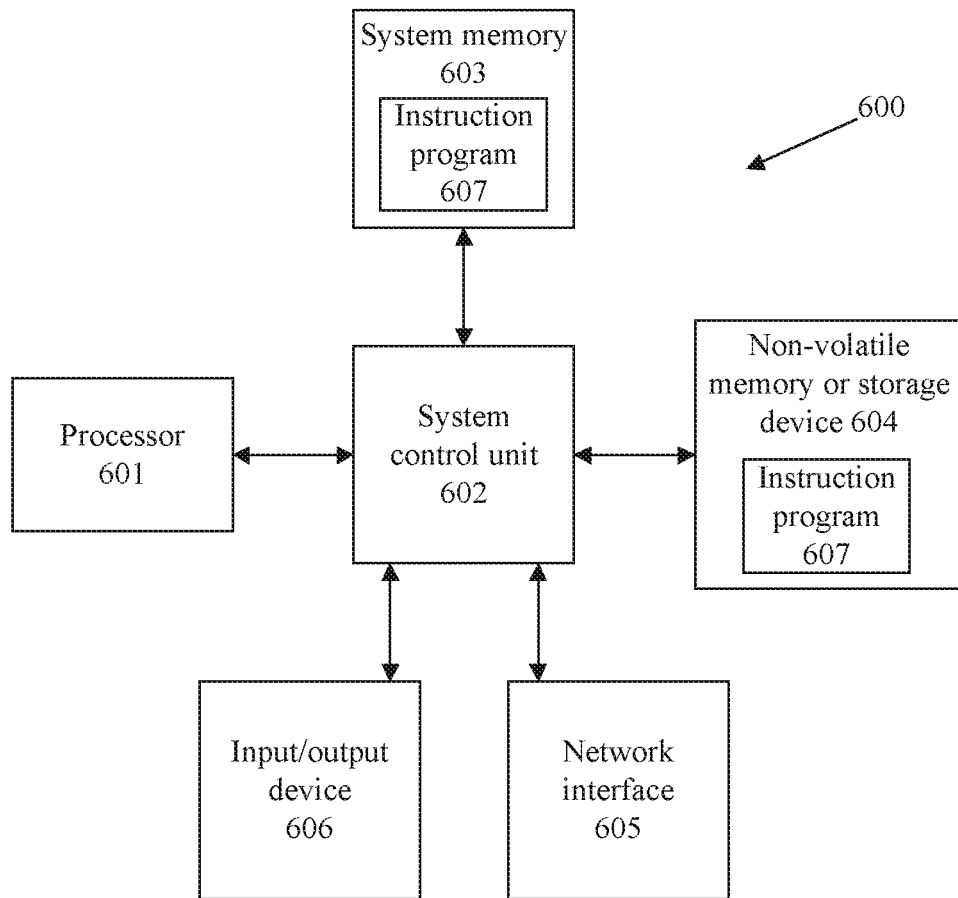 System memory
603
Instruction
program
607
600
Non-volatile
memory or storage
device 604
Instruction
program
607
System
control unit
602
Processor
601
Input/output
device
606
Network
interface
605